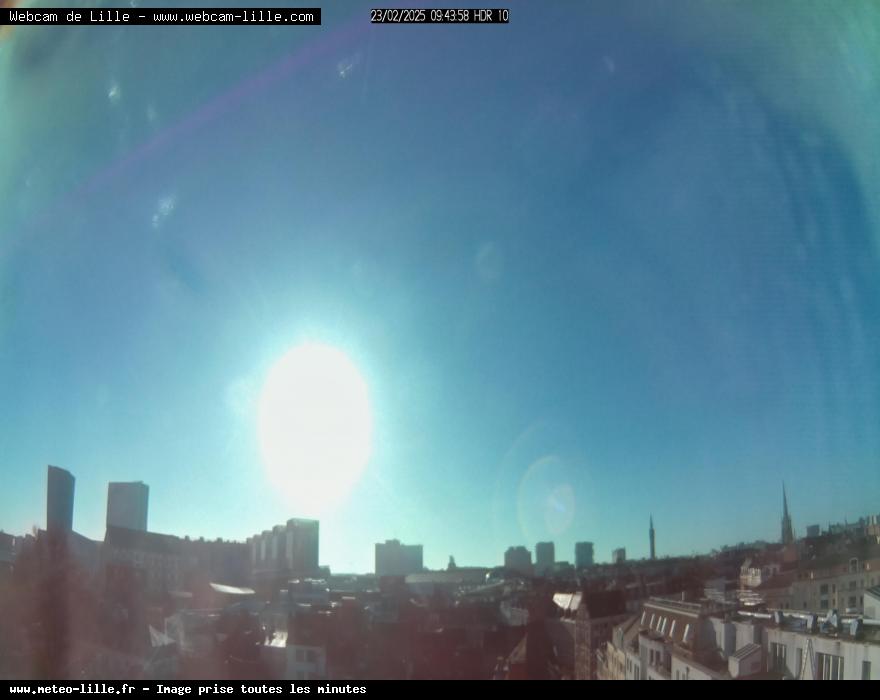 Webcam de Lille - www.webcam-lille.com
23/02/2025 09:43:58 HDR 10
www.meteo-lille.fr - Image prise toutes les minutes